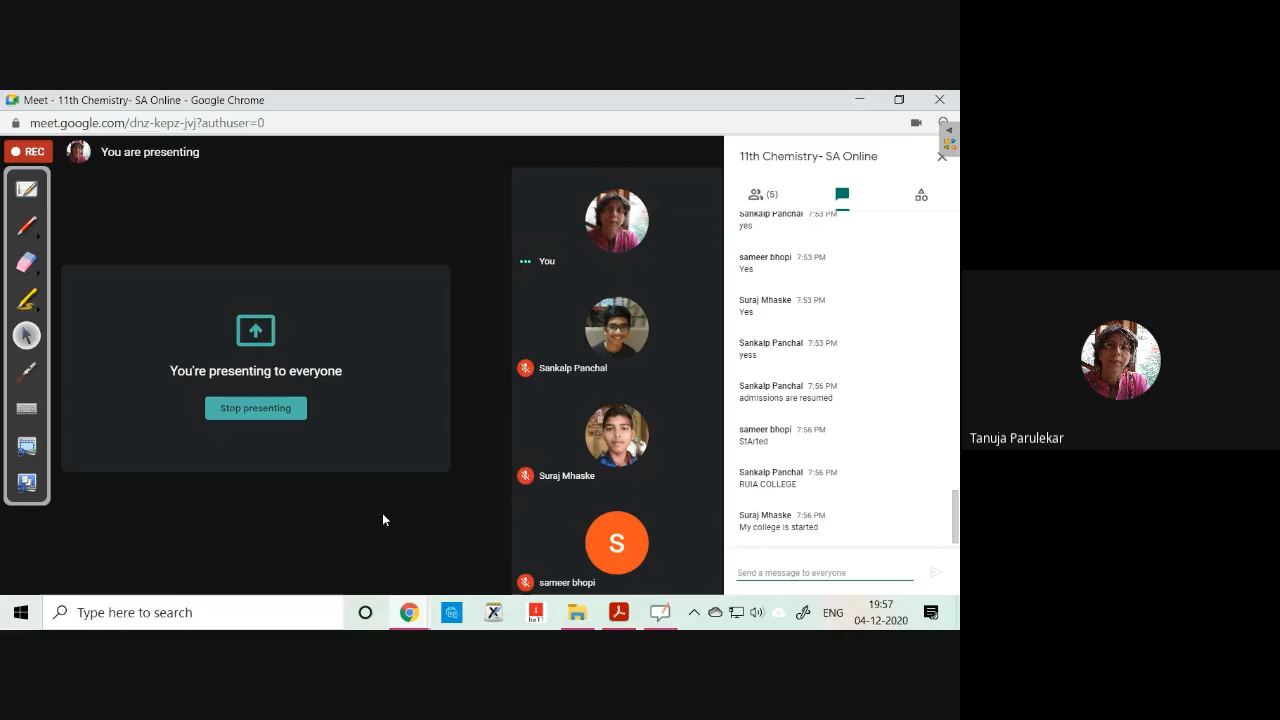 Meet - 11th Chemistry- SA Online - Google Chrome
meet.google.com/dnz-kepz-jvj?authuser=0
REC
You are presenting
You're presenting to everyone
Stop presenting
You
Sankalp Panchal
Suraj Mhaske
S
sameer bhopi
11th Chemistry- SA Online
(5)
Sankalp Panchal 7:53 PM
yes
sameer bhopi 7:53 PM
Yes
Suraj Mhaske 7:53 PM
Yes
Sankalp Panchal 7:53 PM
yess
Sankalp Panchal 7:56 PM
admissions are resumed
sameer bhopi 7:56 PM
StArted
Sankalp Panchal 7:56 PM
RUIA COLLEGE
Suraj Mhaske 7:56 PM
My college is started
Send a message to everyone
Tanuja Parulekar
Type here to search
ENG
19:57
04-12-2020